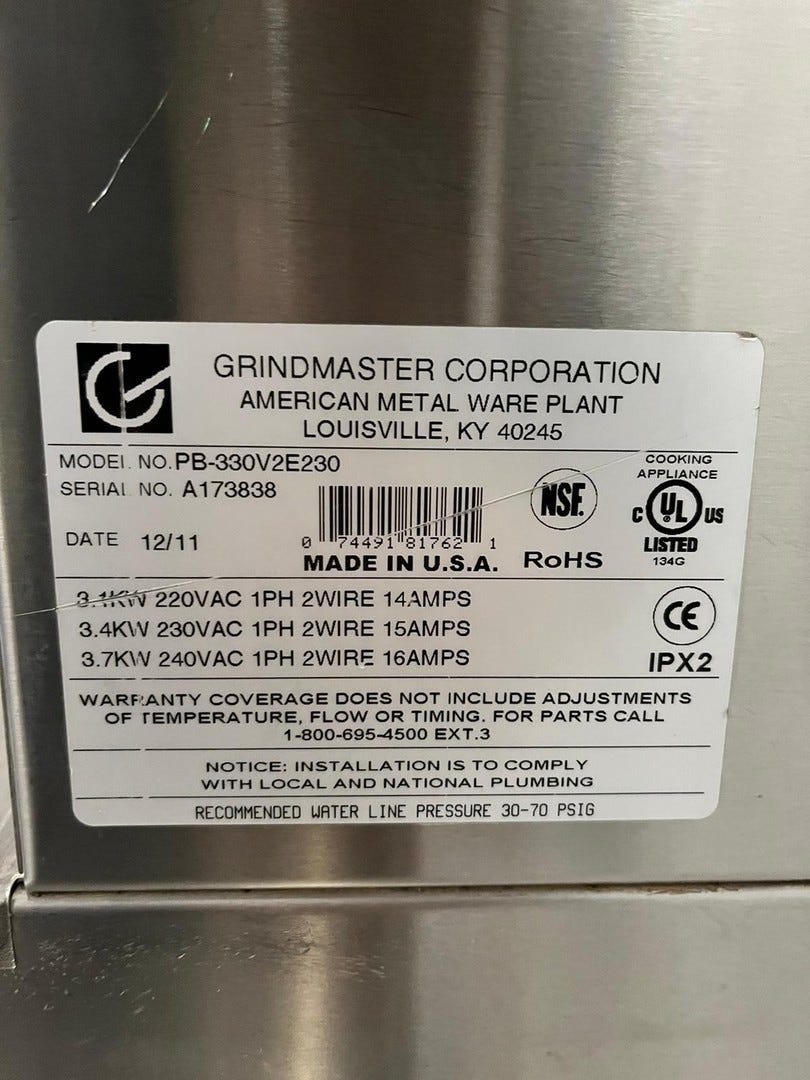 GRINDMASTER CORPORATION
AMERICAN METAL WARE PLANT
LOUISVILLE, KY 40245
MODEL NO. PB-330V2E230
SERIAL NO. A173838
DATE 12/11
0 74491 81762 1
MADE IN U.S.A.
NSF.
RoHS
COOKING
APPLIANCE
C UL US
LISTED
134G
3.1KW 220VAC 1PH 2WIRE 14AMPS
3.4KW 230VAC 1PH 2WIRE 15AMPS
3.7KW 240VAC 1PH 2WIRE 16AMPS
CE
IPX2
WARRANTY COVERAGE DOES NOT INCLUDE ADJUSTMENTS
OF TEMPERATURE, FLOW OR TIMING. FOR PARTS CALL
1-800-695-4500 EXT.3
NOTICE: INSTALLATION IS TO COMPLY
WITH LOCAL AND NATIONAL PLUMBING
RECOMMENDED WATER LINE PRESSURE 30-70 PSIG